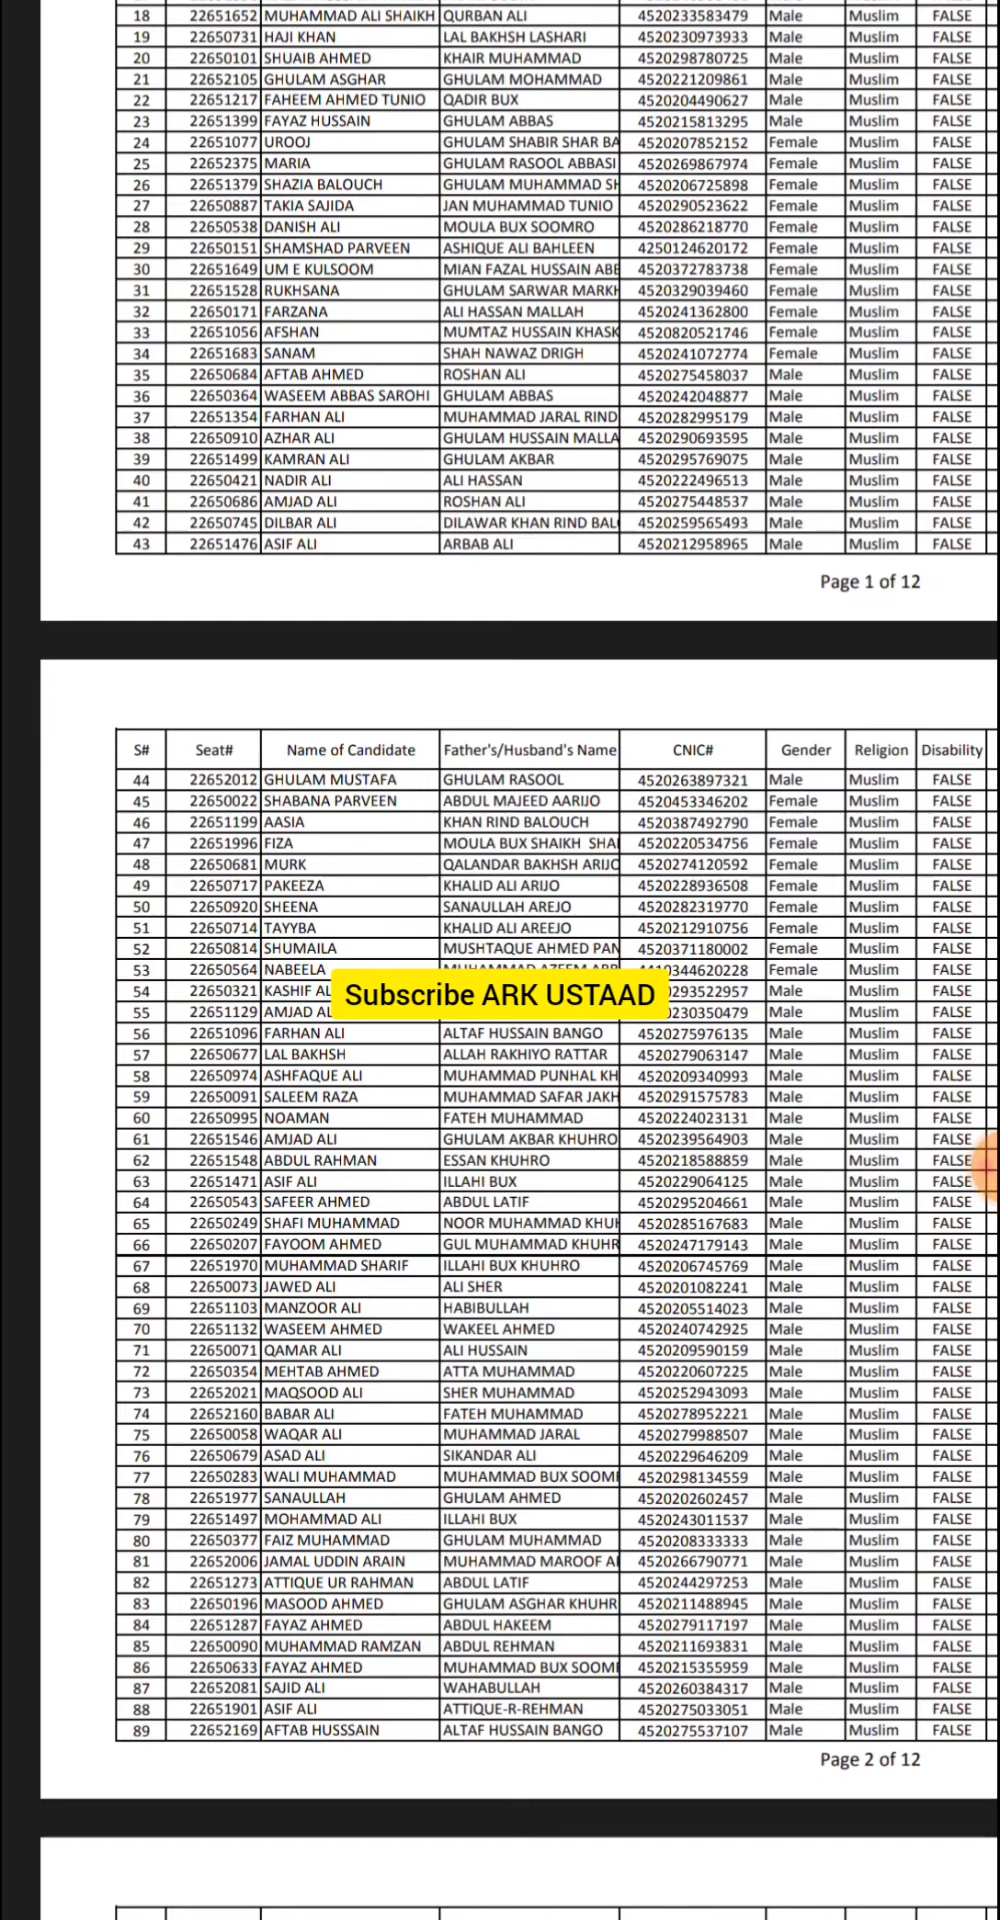 18 22651652 MUHAMMAD ALI SHAIKH QURBAN ALI 4520233583479 Male Muslim FALSE
19 22650731 HAJI KHAN LAL BAKHSH LASHARI 4520230973933 Male Muslim FALSE
20 22650101 SHUAIB AHMED KHAIR MUHAMMAD 4520298780725 Male Muslim FALSE
21 22652105 GHULAM ASGHAR GHULAM MOHAMMAD 4520221209861 Male Muslim FALSE
22 22651217 FAHEEM AHMED TUNIO QADIR BUX 4520204490627 Male Muslim FALSE
23 22651399 FAYAZ HUSSAIN GHULAM ABBAS 4520215813295 Male Muslim FALSE
24 22651077 UROOJ GHULAM SHABIR SHAR BA 4520207852152 Female Muslim FALSE
25 22652375 MARIA GHULAM RASOOL ABBASI 4520269867974 Female Muslim FALSE
26 22651379 SHAZIA BALOUCH GHULAM MUHAMMAD SH 4520206725898 Female Muslim FALSE
27 22650887 TAKIA SAJIDA JAN MUHAMMAD TUNIO 4520290523622 Female Muslim FALSE
28 22650538 DANISH ALI MOULA BUX SOOMRO 4520286218770 Female Muslim FALSE
29 22650151 SHAMSHAD PARVEEN ASHIQUE ALI BAHLEEN 4250124620172 Female Muslim FALSE
30 22651649 UM E KULSOOM MIAN FAZAL HUSSAIN ABB 4520372783738 Female Muslim FALSE
31 22651528 RUKHSANA GHULAM SARWAR MARKH 4520329039460 Female Muslim FALSE
32 22650171 FARZANA ALI HASSAN MALLAH 4520241362800 Female Muslim FALSE
33 22651056 AFSHAN MUMTAZ HUSSAIN KHASK 4520820521746 Female Muslim FALSE
34 22651683 SANAM SHAH NAWAZ DRIGH 4520241072774 Female Muslim FALSE
35 22650684 AFTAB AHMED ROSHAN ALI 4520275458037 Male Muslim FALSE
36 22650364 WASEEM ABBAS SAROHI GHULAM ABBAS 4520242048877 Male Muslim FALSE
37 22651354 FARHAN ALI MUHAMMAD JARAL RIND 4520282995179 Male Muslim FALSE
38 22650910 AZHAR ALI GHULAM HUSSAIN MALLA 4520290693595 Male Muslim FALSE
39 22651499 KAMRAN ALI GHULAM AKBAR 4520295769075 Male Muslim FALSE
40 22650421 NADIR ALI ALI HASSAN 4520222496513 Male Muslim FALSE
41 22650686 AMJAD ALI ROSHAN ALI 4520275448537 Male Muslim FALSE
42 22650745 DILBAR ALI DILAWAR KHAN RIND BAL 4520259565493 Male Muslim FALSE
43 22651476 ASIF ALI ARBAB ALI 4520212958965 Male Muslim FALSE
Page 1 of 12
S# Seat# Name of Candidate Father's/Husband's Name CNIC# Gender Religion Disability
44 22652012 GHULAM MUSTAFA GHULAM RASOOL 4520263897321 Male Muslim FALSE
45 22650022 SHABANA PARVEEN ABDUL MAJEED AARIJO 4520453346202 Female Muslim FALSE
46 22651199 AASIA KHAN RIND BALOUCH 4520387492790 Female Muslim FALSE
47 22651996 FIZA MOULA BUX SHAIKH SHAI 4520220534756 Female Muslim FALSE
48 22650681 MURK QALANDAR BAKHSH ARIJO 4520274120592 Female Muslim FALSE
49 22650717 PAKEEZA KHALID ALI ARIJO 4520228936508 Female Muslim FALSE
50 22650920 SHEENA SANAULLAH AREJO 4520282319770 Female Muslim FALSE
51 22650714 TAYYBA KHALID ALI AREEJO 4520212910756 Female Muslim FALSE
52 22650814 SHUMAILA MUSHTAQUE AHMED PAN 4520371180002 Female Muslim FALSE
53 22650564 NABEELA MUHAMMAD AZEEM 4410344620228 Female Muslim FALSE
54 22650321 KASHIF AL 0293522957 Male Muslim FALSE
Subscribe ARK USTAAD
55 22651129 AMJAD AL 0230350479 Male Muslim FALSE
56 22651096 FARHAN ALI ALTAF HUSSAIN BANGO 4520275976135 Male Muslim FALSE
57 22650677 LAL BAKHSH ALLAH RAKHIYO RATTAR 4520279063147 Male Muslim FALSE
58 22650974 ASHFAQUE ALI MUHAMMAD PUNHAL KH 4520209340993 Male Muslim FALSE
59 22650091 SALEEM RAZA MUHAMMAD SAFAR JAKH 4520291575783 Male Muslim FALSE
60 22650995 NOAMAN FATEH MUHAMMAD 4520224023131 Male Muslim FALSE
61 22651546 AMJAD ALI GHULAM AKBAR KHUHRO 4520239564903 Male Muslim FALSE
62 22651548 ABDUL RAHMAN ESSAN KHUHRO 4520218588859 Male Muslim FALSE
63 22651471 ASIF ALI ILLAHI BUX 4520229064125 Male Muslim FALSE
64 22650543 SAFEER AHMED ABDUL LATIF 4520295204661 Male Muslim FALSE
65 22650249 SHAFI MUHAMMAD NOOR MUHAMMAD KHUH 4520285167683 Male Muslim FALSE
66 22650207 FAYOOM AHMED GUL MUHAMMAD KHUHR 4520247179143 Male Muslim FALSE
67 22651970 MUHAMMAD SHARIF ILLAHI BUX KHUHRO 4520206745769 Male Muslim FALSE
68 22650073 JAWED ALI ALI SHER 4520201082241 Male Muslim FALSE
69 22651103 MANZOOR ALI HABIBULLAH 4520205514023 Male Muslim FALSE
70 22651132 WASEEM AHMED WAKEEL AHMED 4520240742925 Male Muslim FALSE
71 22650071 QAMAR ALI ALI HUSSAIN 4520209590159 Male Muslim FALSE
72 22650354 MEHTAB AHMED ATTA MUHAMMAD 4520220607225 Male Muslim FALSE
73 22652021 MAQSOOD ALI SHER MUHAMMAD 4520252943093 Male Muslim FALSE
74 22652160 BABAR ALI FATEH MUHAMMAD 4520278952221 Male Muslim FALSE
75 22650058 WAQAR ALI MUHAMMAD JARAL 4520279988507 Male Muslim FALSE
76 22650679 ASAD ALI SIKANDAR ALI 4520229646209 Male Muslim FALSE
77 22650283 WALI MUHAMMAD MUHAMMAD BUX SOOM 4520298134559 Male Muslim FALSE
78 22651977 SANAULLAH GHULAM AHMED 4520202602457 Male Muslim FALSE
79 22651497 MOHAMMAD ALI ILLAHI BUX 4520243011537 Male Muslim FALSE
80 22650377 FAIZ MUHAMMAD GHULAM MUHAMMAD 4520208333333 Male Muslim FALSE
81 22652006 JAMAL UDDIN ARAIN MUHAMMAD MAROOF A 4520266790771 Male Muslim FALSE
82 22651273 ATTIQUE UR RAHMAN ABDUL LATIF 4520244297253 Male Muslim FALSE
83 22650196 MASOOD AHMED GHULAM ASGHAR KHUHR 4520211488945 Male Muslim FALSE
84 22651287 FAYAZ AHMED ABDUL HAKEEM 4520279117197 Male Muslim FALSE
85 22650090 MUHAMMAD RAMZAN ABDUL REHMAN 4520211693831 Male Muslim FALSE
86 22650633 FAYAZ AHMED MUHAMMAD BUX SOOM 4520215355959 Male Muslim FALSE
87 22652081 SAJID ALI WAHABULLAH 4520260384317 Male Muslim FALSE
88 22651901 ASIF ALI ATTIQUE-R-REHMAN 4520275033051 Male Muslim FALSE
89 22652169 AFTAB HUSSSAIN ALTAF HUSSAIN BANGO 4520275537107 Male Muslim FALSE
Page 2 of 12